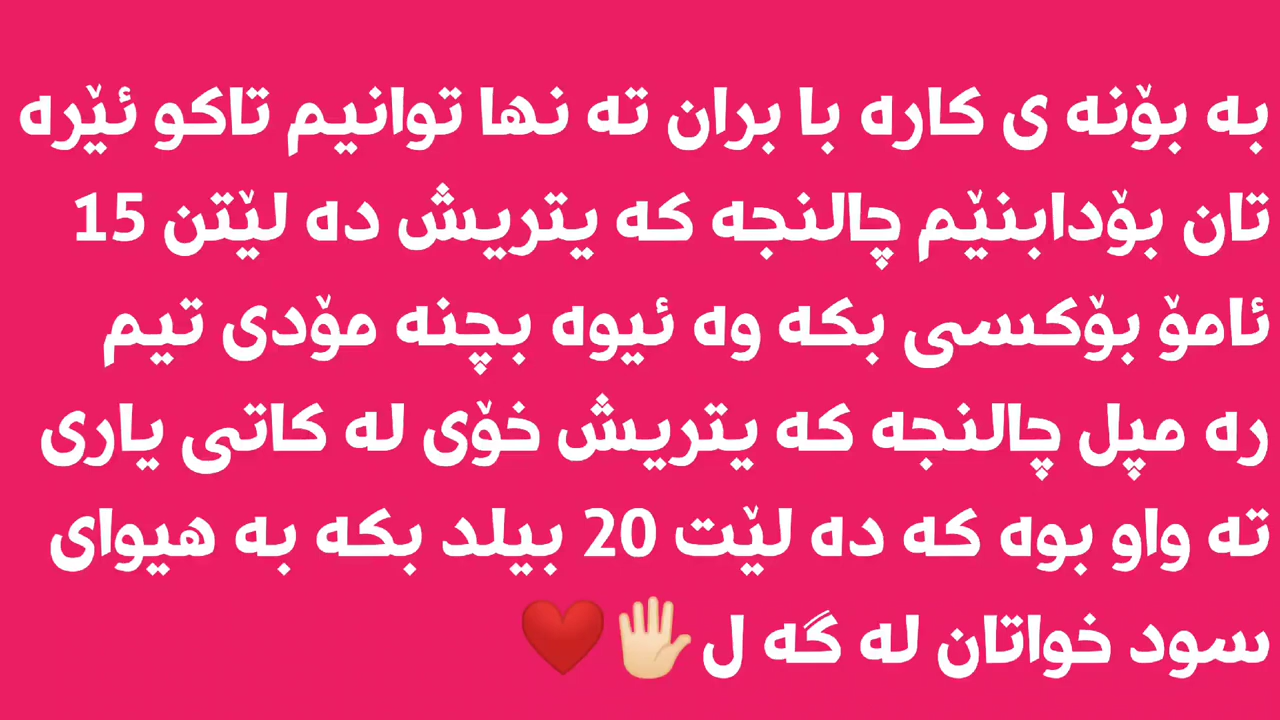 به بۆنه ی کاره با بران ته نها توانیم تاکو ئێره
تان بۆدابنێم چالنجه که یتریش ده لێتن 15
ئامۆ بۆکسی بکه وه ئیوه بچنه مۆدی تیم
ره مپل چالنجه که یتریش خۆی له کاتی یاری
ته واو بوه که ده لێت 20 بیلد بکه به هیوای
سود خواتان له گه ل🖐🏻❤️